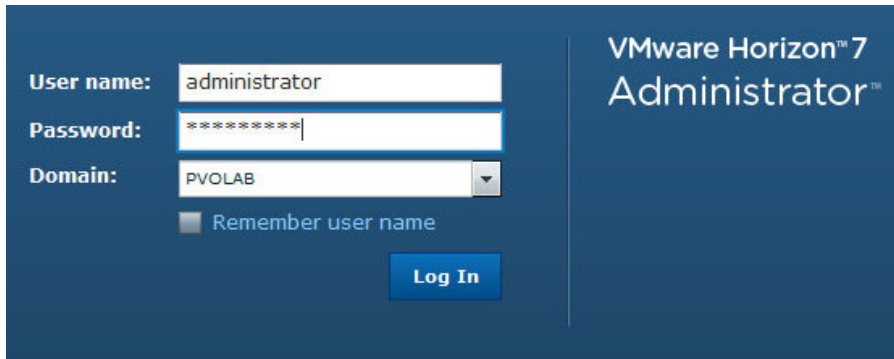 User name: administrator
Password: *********
Domain: PVOLAB
Remember user name
Log In
VMware Horizon™ 7
Administrator™